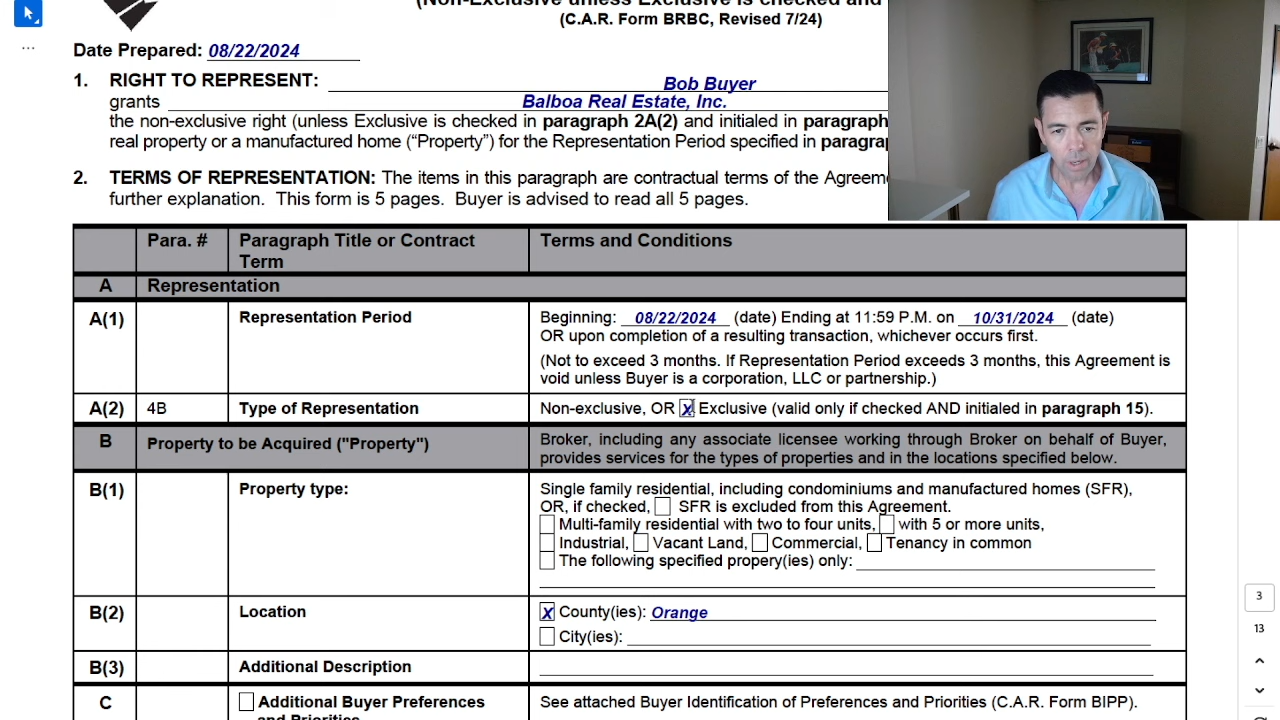 (Non-Exclusive unless Exclusive is checked and
(C.A.R. Form BRBC, Revised 7/24)
Date Prepared: 08/22/2024
1. RIGHT TO REPRESENT: Bob Buyer
grants Balboa Real Estate, Inc.
the non-exclusive right (unless Exclusive is checked in paragraph 2A(2) and initialed in paragraph
real property or a manufactured home (“Property”) for the Representation Period specified in
2. TERMS OF REPRESENTATION: The items in this paragraph are contractual terms of the
further explanation. This form is 5 pages. Buyer is advised to read all 5 pages.
Para. # Paragraph Title or Contract Term Terms and Conditions
A Representation
A(1) Representation Period Beginning: 08/22/2024 (date) Ending at 11:59 P.M. on 10/31/2024 (date)
OR upon completion of a resulting transaction, whichever occurs first.
(Not to exceed 3 months. If Representation Period exceeds 3 months, this Agreement is
void unless Buyer is a corporation, LLC or partnership.)
A(2) 4B Type of Representation Non-exclusive, OR X Exclusive (valid only if checked AND initialed in paragraph 15).
B Property to be Acquired ("Property") Broker, including any associate licensee working through Broker on behalf of Buyer,
provides services for the types of properties and in the locations specified below.
B(1) Property type: Single family residential, including condominiums and manufactured homes (SFR),
OR, if checked, SFR is excluded from this Agreement.
Multi-family residential with two to four units, with 5 or more units,
Industrial, Vacant Land, Commercial, Tenancy in common
The following specified propery(ies) only:
B(2) Location X County(ies): Orange
City(ies):
B(3) Additional Description
C Additional Buyer Preferences See attached Buyer Identification of Preferences and Priorities (C.A.R. Form BIPP).
and Priorities
3
13